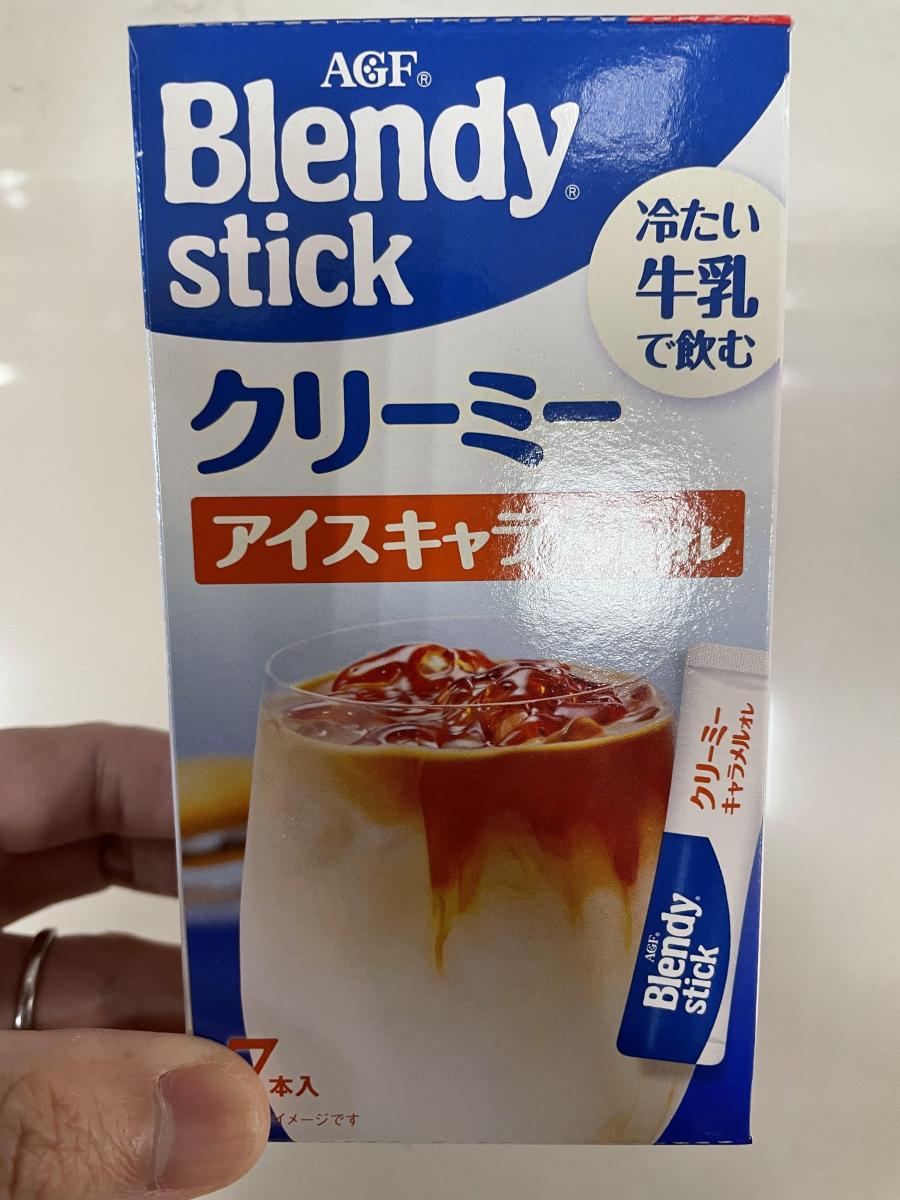 AGF®
Blendy®
stick
冷たい
牛乳
で飲む
クリーミー
アイスキャラ オレ
クリーミー
キャラメルオレ
AGF®
Blendy®
stick
7本入
イメージです